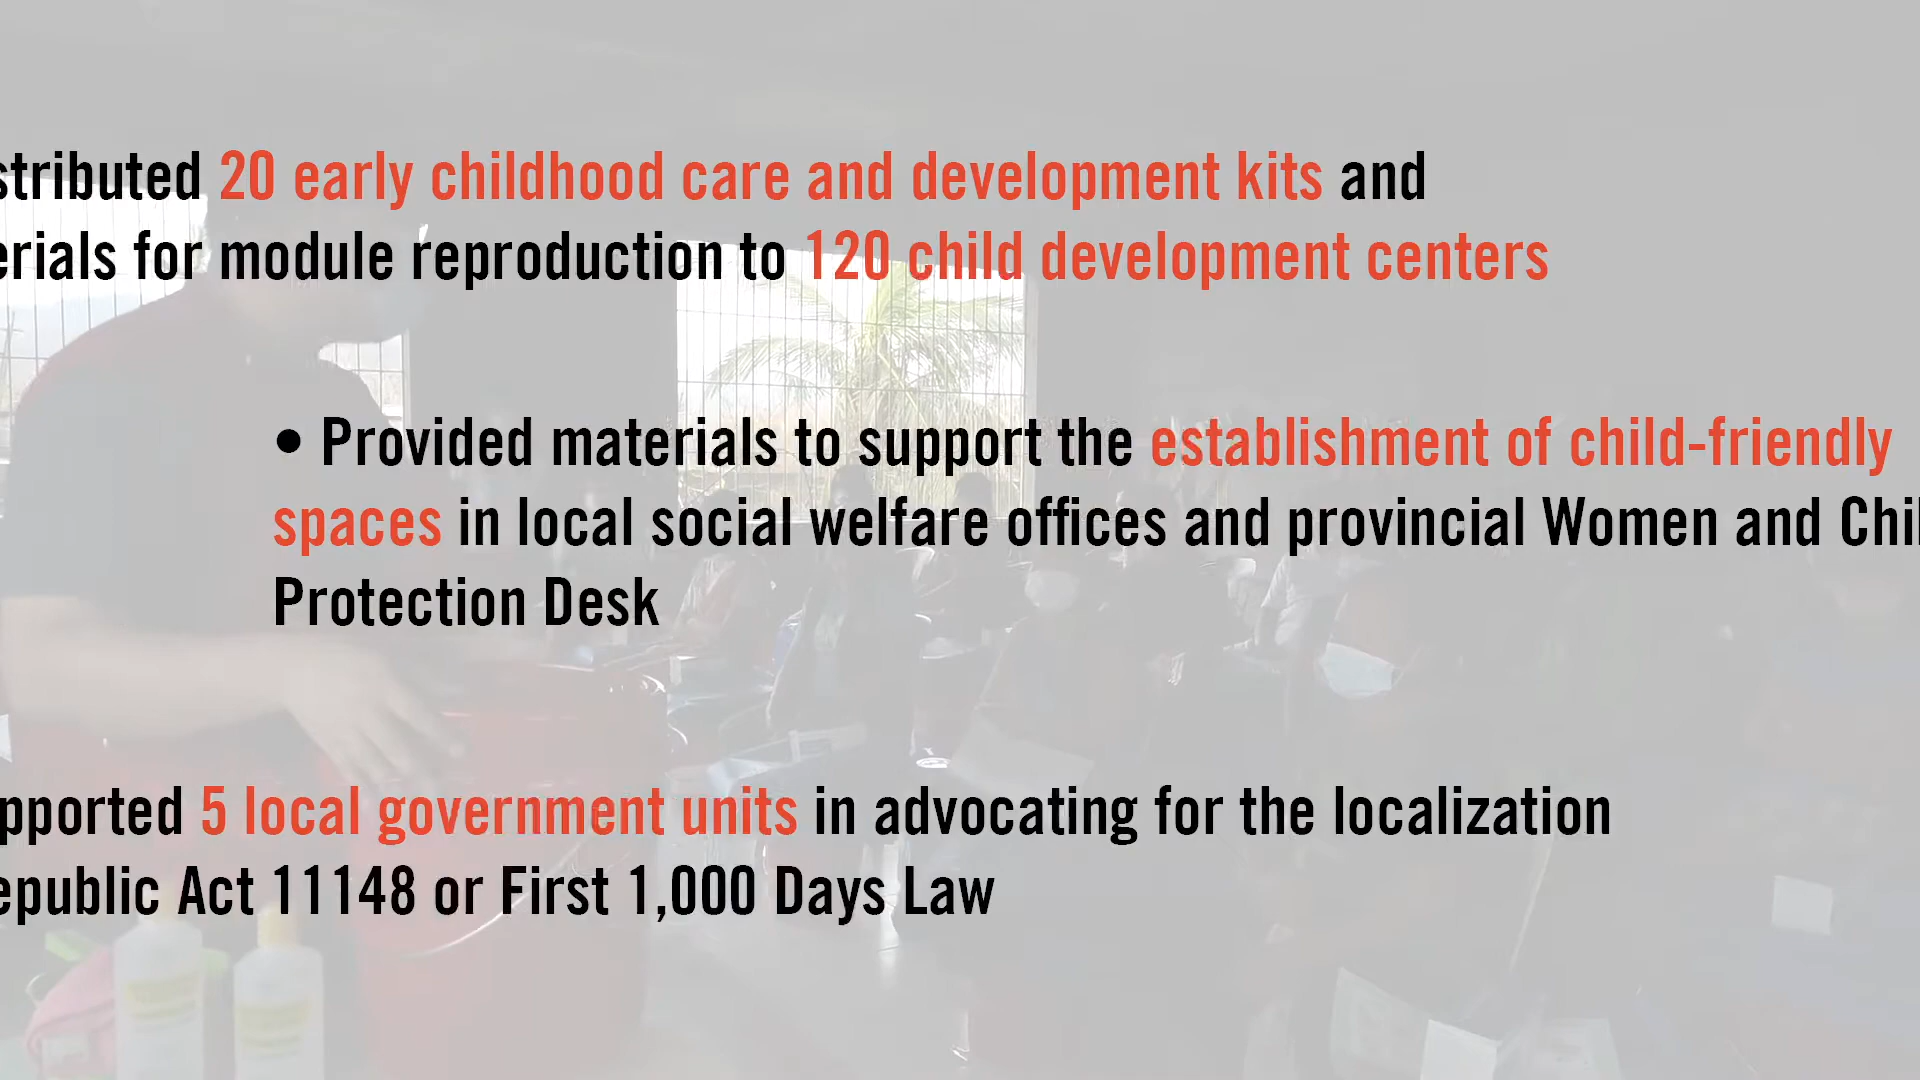 stributed 20 early childhood care and development kits and
erials for module reproduction to 120 child development centers
• Provided materials to support the establishment of child-friendly
spaces in local social welfare offices and provincial Women and Chil
Protection Desk
pported 5 local government units in advocating for the localization
epublic Act 11148 or First 1,000 Days Law